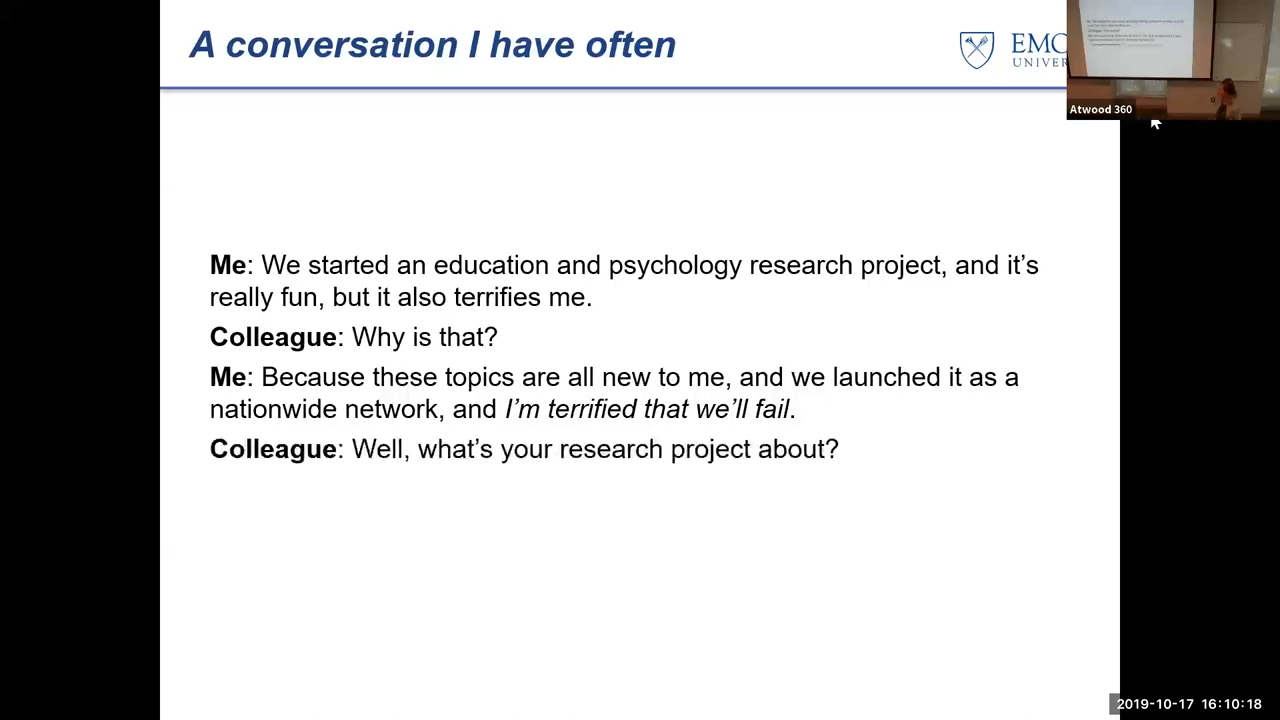 A conversation I have often
EMO
UNIVER
Atwood 360
Me: We started an education and psychology research project, and it’s
really fun, but it also terrifies me.
Colleague: Why is that?
Me: Because these topics are all new to me, and we launched it as a
nationwide network, and I’m terrified that we’ll fail.
Colleague: Well, what’s your research project about?
2019-10-17 16:10:18